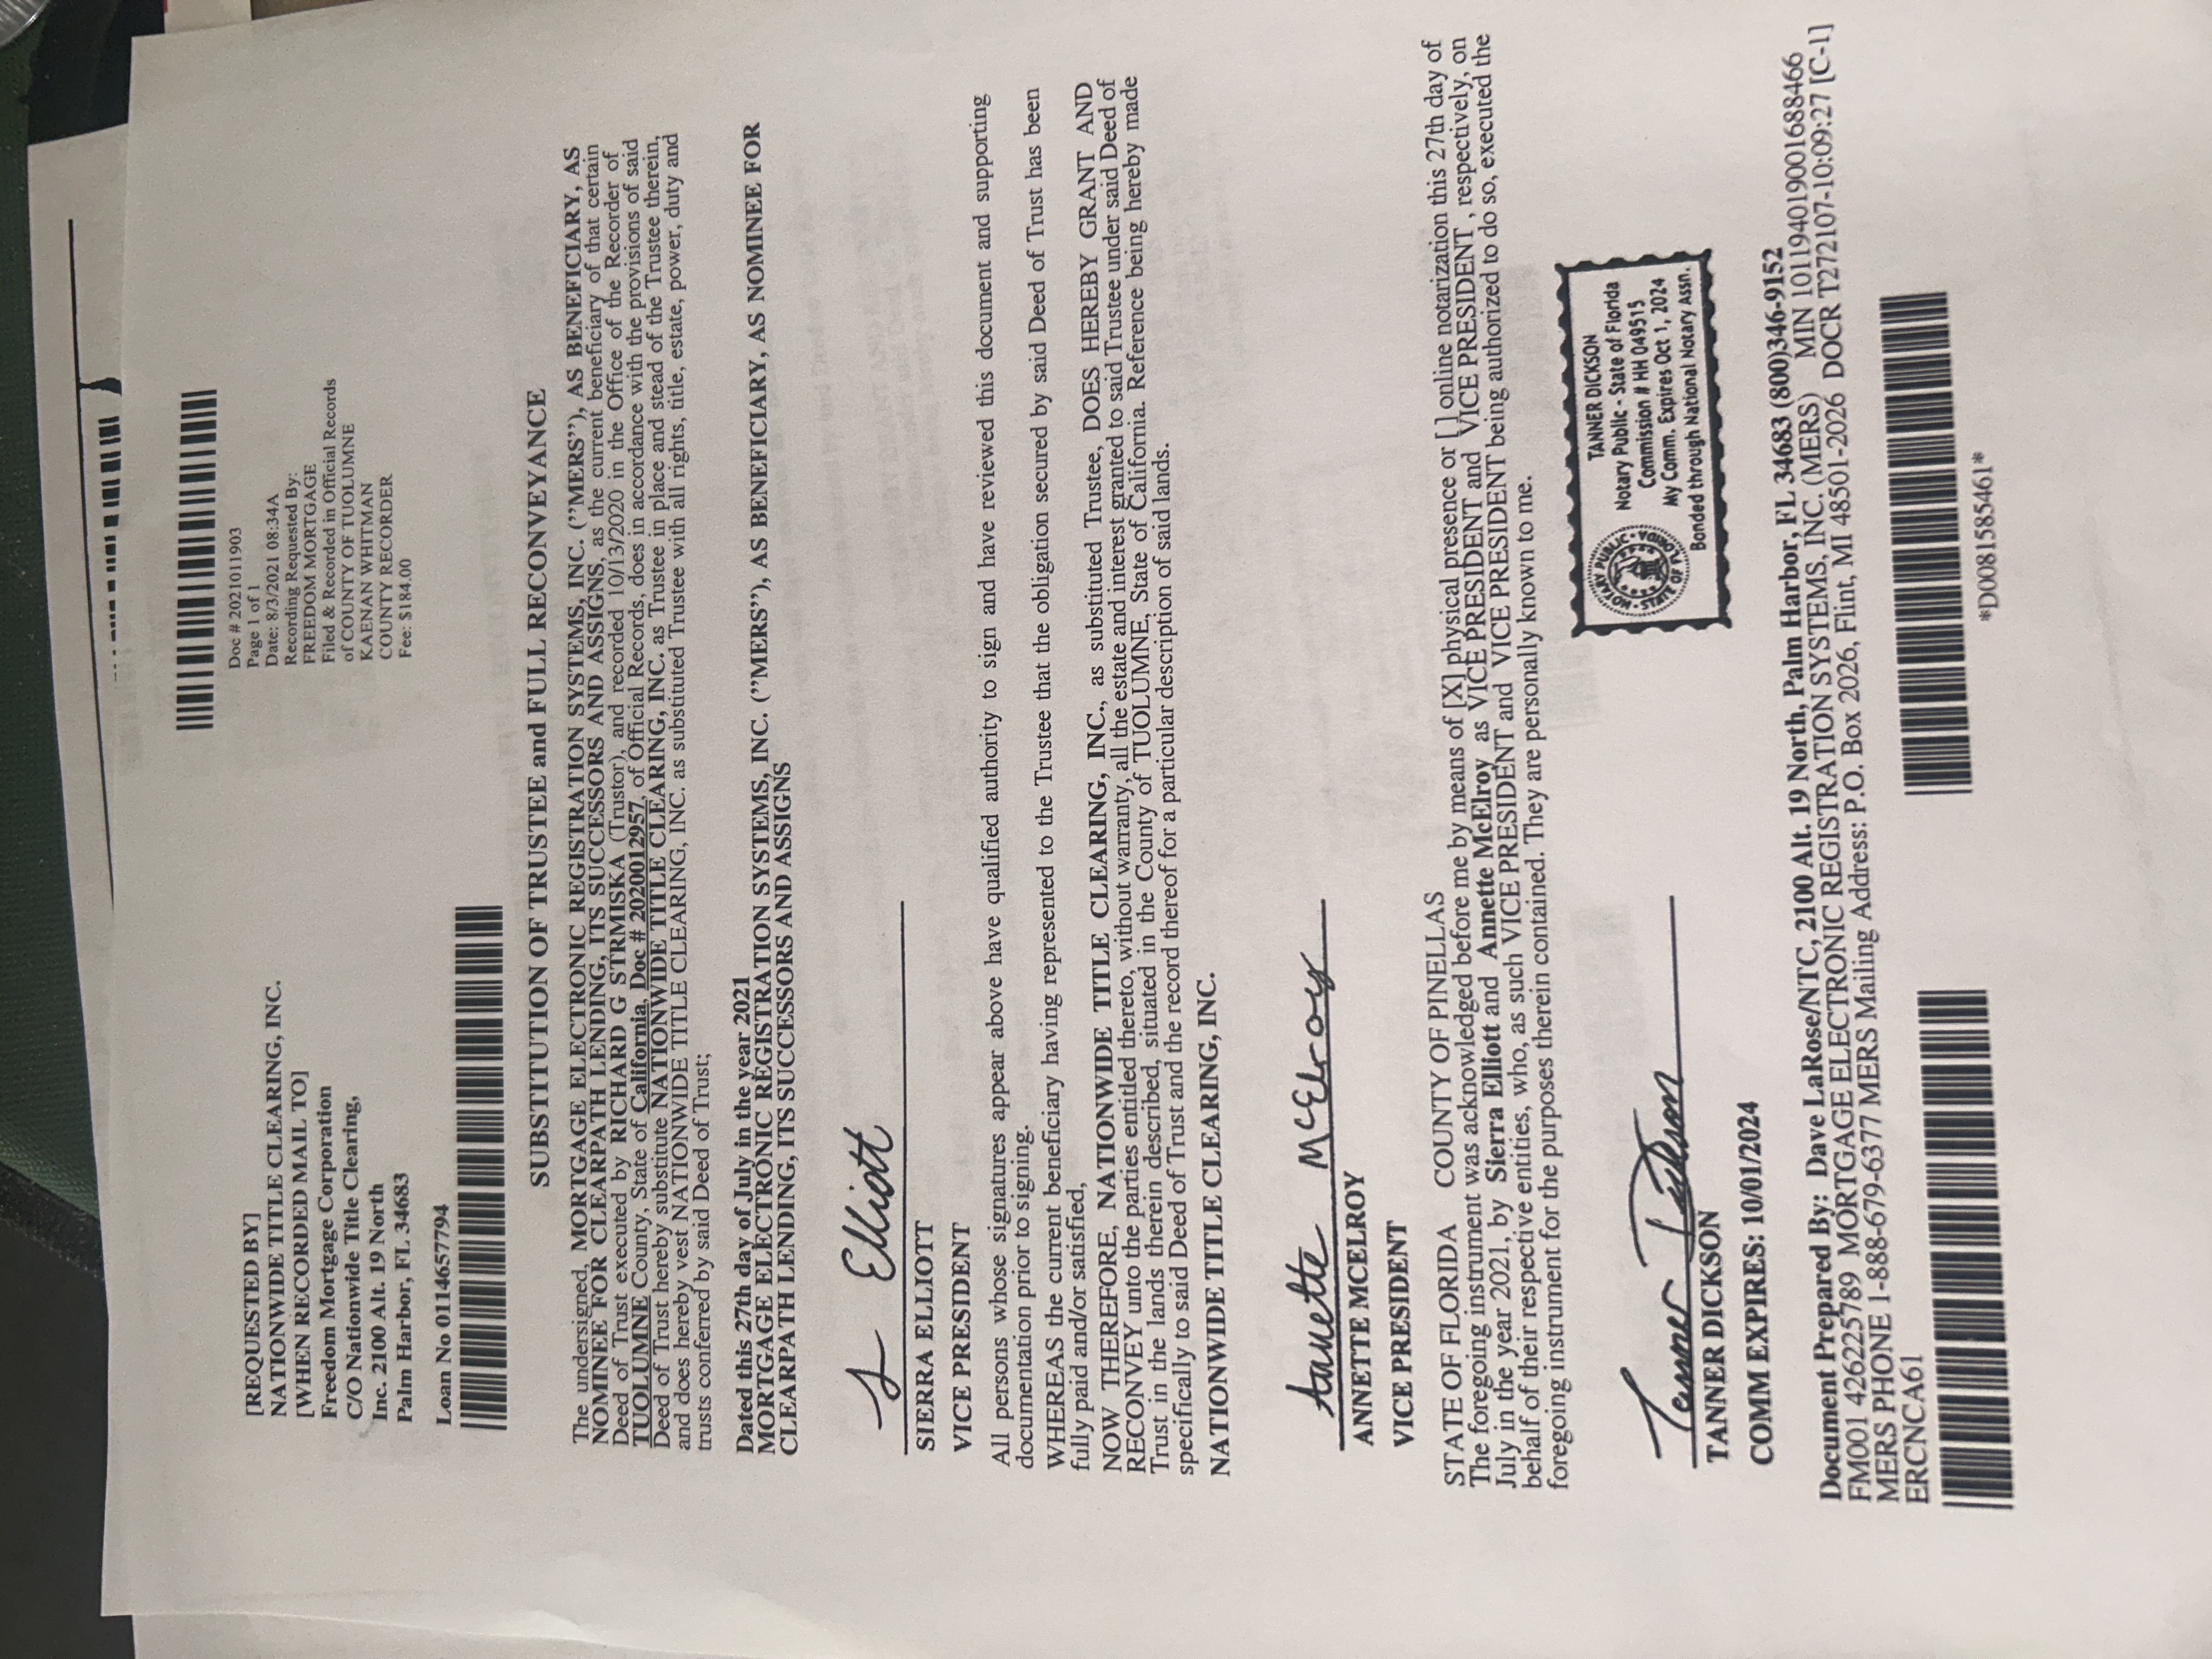 [REQUESTED BY]
NATIONWIDE TITLE CLEARING, INC.
[WHEN RECORDED MAIL TO]
Freedom Mortgage Corporation
C/O Nationwide Title Clearing,
Inc. 2100 Alt. 19 North
Palm Harbor, FL 34683
Loan No 0114657794
Doc # 2021011903
Page 1 of 1
Date: 8/3/2021 08:34A
Recording Requested By:
FREEDOM MORTGAGE
Filed & Recorded in Official Records
of COUNTY OF TUOLUMNE
KAENAN WHITMAN
COUNTY RECORDER
Fee: $184.00
SUBSTITUTION OF TRUSTEE and FULL RECONVEYANCE
The undersigned, MORTGAGE ELECTRONIC REGISTRATION SYSTEMS, INC. (''MERS''), AS BENEFICIARY, AS
NOMINEE FOR CLEARPATH LENDING, ITS SUCCESSORS AND ASSIGNS, as the current beneficiary of that certain
Deed of Trust executed by RICHARD G STRMISKA (Trustor), and recorded 10/13/2020 in the Office of the Recorder of
TUOLUMNE County, State of California, Doc # 2020012957, of Official Records, does in accordance with the provisions of said
Deed of Trust hereby substitute NATIONWIDE TITLE CLEARING, INC. as Trustee in place and stead of the Trustee therein,
and does hereby vest NATIONWIDE TITLE CLEARING, INC. as substituted Trustee with all rights, title, estate, power, duty and
trusts conferred by said Deed of Trust;
Dated this 27th day of July in the year 2021
MORTGAGE ELECTRONIC REGISTRATION SYSTEMS, INC. (''MERS''), AS BENEFICIARY, AS NOMINEE FOR
CLEARPATH LENDING, ITS SUCCESSORS AND ASSIGNS
S Elliott
SIERRA ELLIOTT
VICE PRESIDENT
All persons whose signatures appear above have qualified authority to sign and have reviewed this document and supporting
documentation prior to signing.
WHEREAS the current beneficiary having represented to the Trustee that the obligation secured by said Deed of Trust has been
fully paid and/or satisfied,
NOW THEREFORE, NATIONWIDE TITLE CLEARING, INC., as substituted Trustee, DOES HEREBY GRANT AND
RECONVEY unto the parties entitled thereto, without warranty, all the estate and interest granted to said Trustee under said Deed of
Trust in the lands therein described, situated in the County of TUOLUMNE, State of California. Reference being hereby made
specifically to said Deed of Trust and the record thereof for a particular description of said lands.
NATIONWIDE TITLE CLEARING, INC.
Annette McElroy
ANNETTE MCELROY
VICE PRESIDENT
STATE OF FLORIDA COUNTY OF PINELLAS
The foregoing instrument was acknowledged before me by means of [X] physical presence or [ ] online notarization this 27th day of
July in the year 2021, by Sierra Elliott and Annette McElroy as VICE PRESIDENT and VICE PRESIDENT , respectively, on
behalf of their respective entities, who, as such VICE PRESIDENT and VICE PRESIDENT being authorized to do so, executed the
foregoing instrument for the purposes therein contained. They are personally known to me.
Tanner Dickson
TANNER DICKSON
COMM EXPIRES: 10/01/2024
NOTARY PUBLIC
STATE OF FLORIDA
TANNER DICKSON
Notary Public - State of Florida
Commission # HH 049515
My Comm. Expires Oct 1, 2024
Bonded through National Notary Assn.
Document Prepared By: Dave LaRose/NTC, 2100 Alt. 19 North, Palm Harbor, FL 34683 (800)346-9152
FM001 426225789 MORTGAGE ELECTRONIC REGISTRATION SYSTEMS, INC. (MERS) MIN 101194019001688466
MERS PHONE 1-888-679-6377 MERS Mailing Address: P.O. Box 2026, Flint, MI 48501-2026 DOCR T272107-10:09:27 [C-1]
ERCNCA61
*D0081585461*